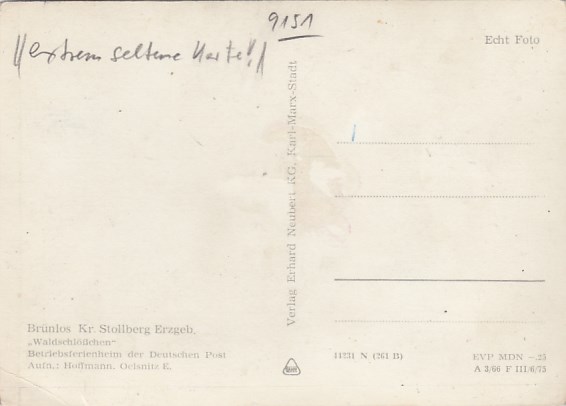 9151
Echt Foto
!!extrem seltene Karte!!
Verlag Erhard Neubert KG, Karl-Marx-Stadt
Brünlos Kr. Stollberg Erzgeb.
„Waldschlößchen“
Betriebsferienheim der Deutschen Post
Aufn.: Hoffmann, Oelsnitz E.
11231 N (261 B)
EVP MDN –.25
A 3/66 F III/6/73